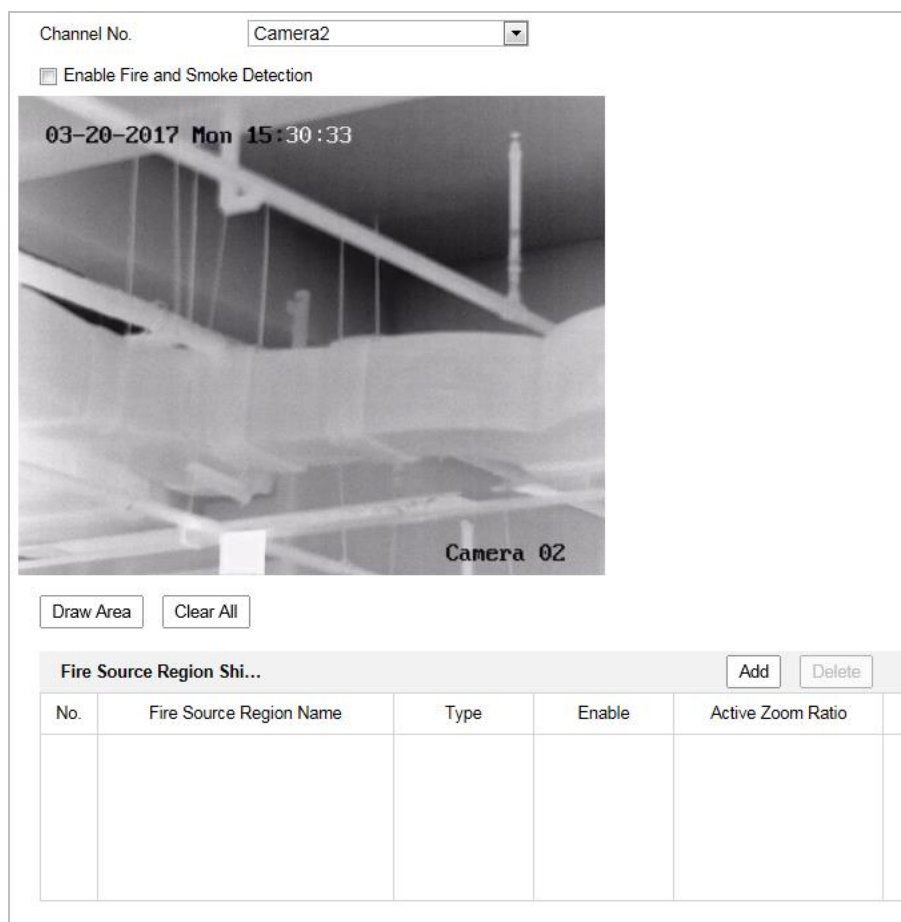 Channel No. Camera2
Enable Fire and Smoke Detection
03-20-2017 Mon 15:30:33
Camera 02
Draw Area Clear All
Fire Source Region Shi... Add Delete
No. Fire Source Region Name Type Enable Active Zoom Ratio